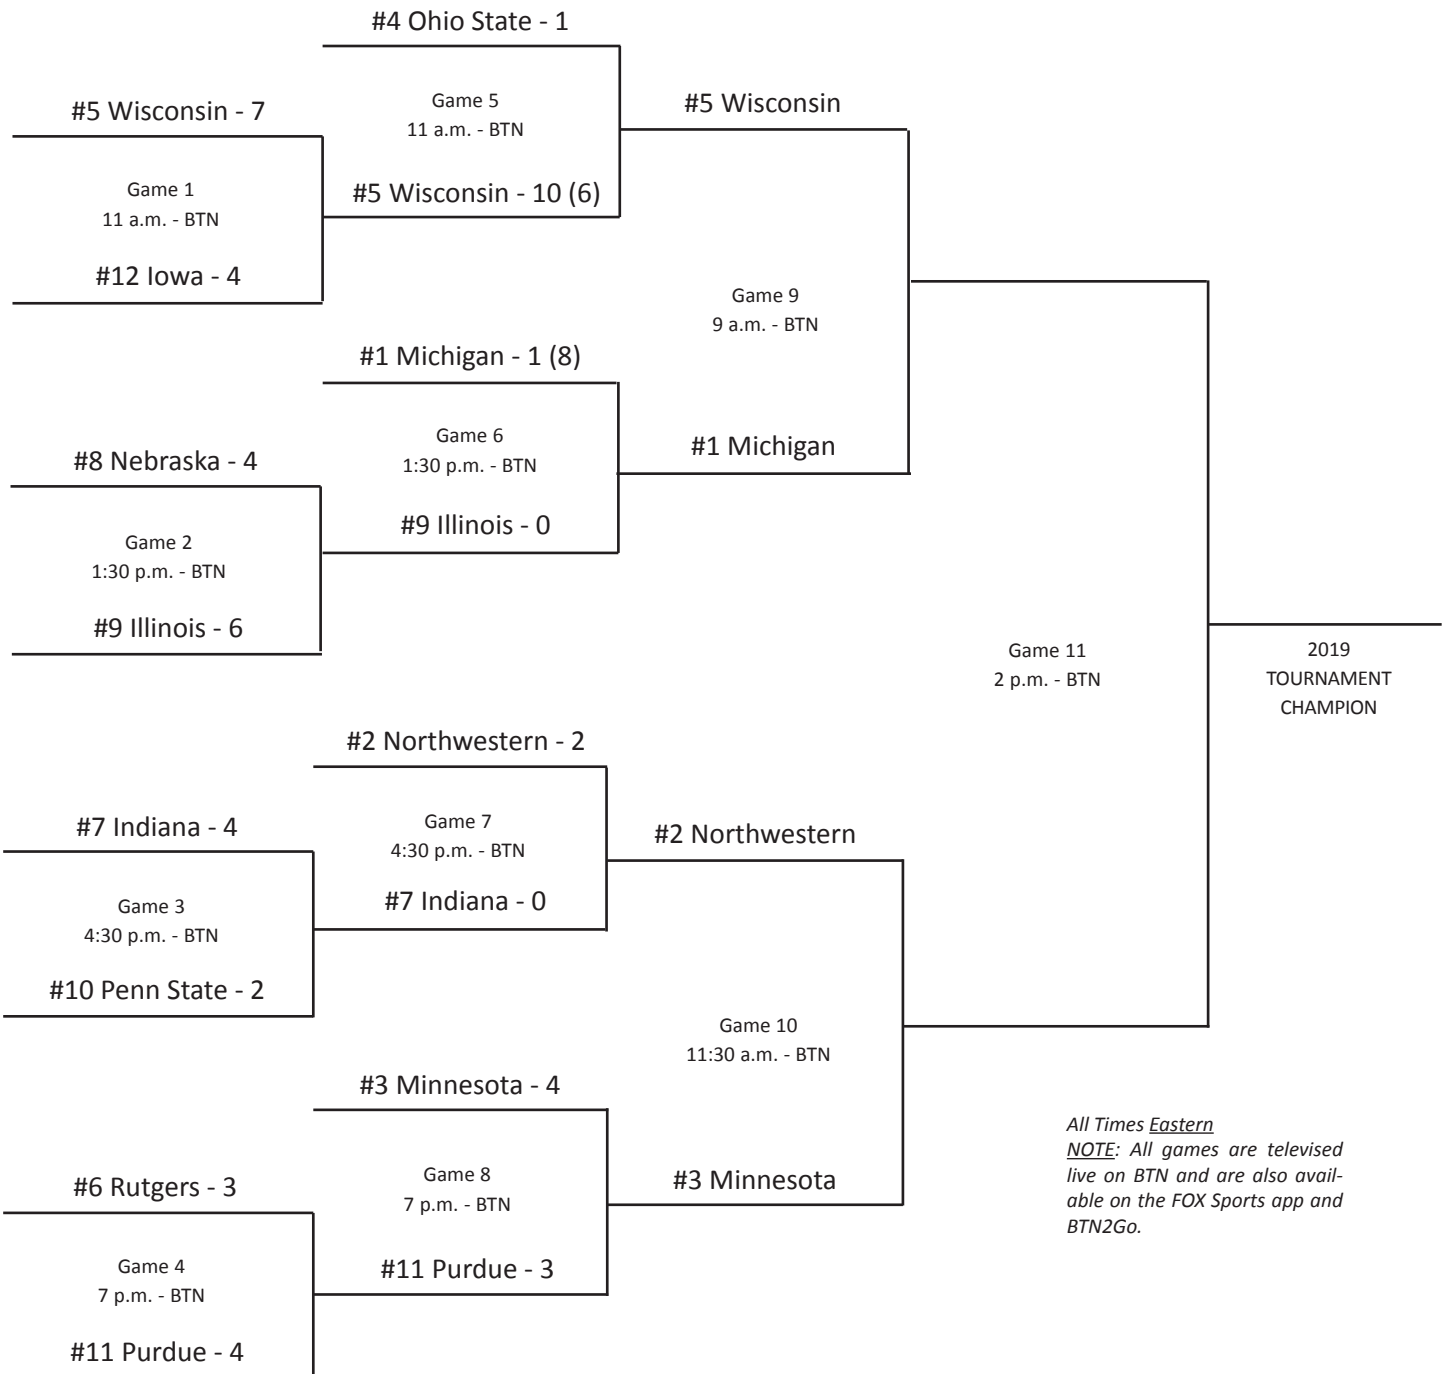 #4 Ohio State - 1
#5 Wisconsin - 7
Game 5
11 a.m. - BTN
#5 Wisconsin
Game 1
11 a.m. - BTN
#5 Wisconsin - 10 (6)
#12 Iowa - 4
Game 9
9 a.m. - BTN
#1 Michigan - 1 (8)
#8 Nebraska - 4
Game 6
1:30 p.m. - BTN
#1 Michigan
Game 2
1:30 p.m. - BTN
#9 Illinois - 0
#9 Illinois - 6
Game 11
2 p.m. - BTN
2019
TOURNAMENT
CHAMPION
#2 Northwestern - 2
#7 Indiana - 4
Game 7
4:30 p.m. - BTN
#2 Northwestern
Game 3
4:30 p.m. - BTN
#7 Indiana - 0
#10 Penn State - 2
Game 10
11:30 a.m. - BTN
#3 Minnesota - 4
#6 Rutgers - 3
Game 8
7 p.m. - BTN
#3 Minnesota
Game 4
7 p.m. - BTN
#11 Purdue - 3
#11 Purdue - 4
All Times Eastern
NOTE: All games are televised
live on BTN and are also avail-
able on the FOX Sports app and
BTN2Go.